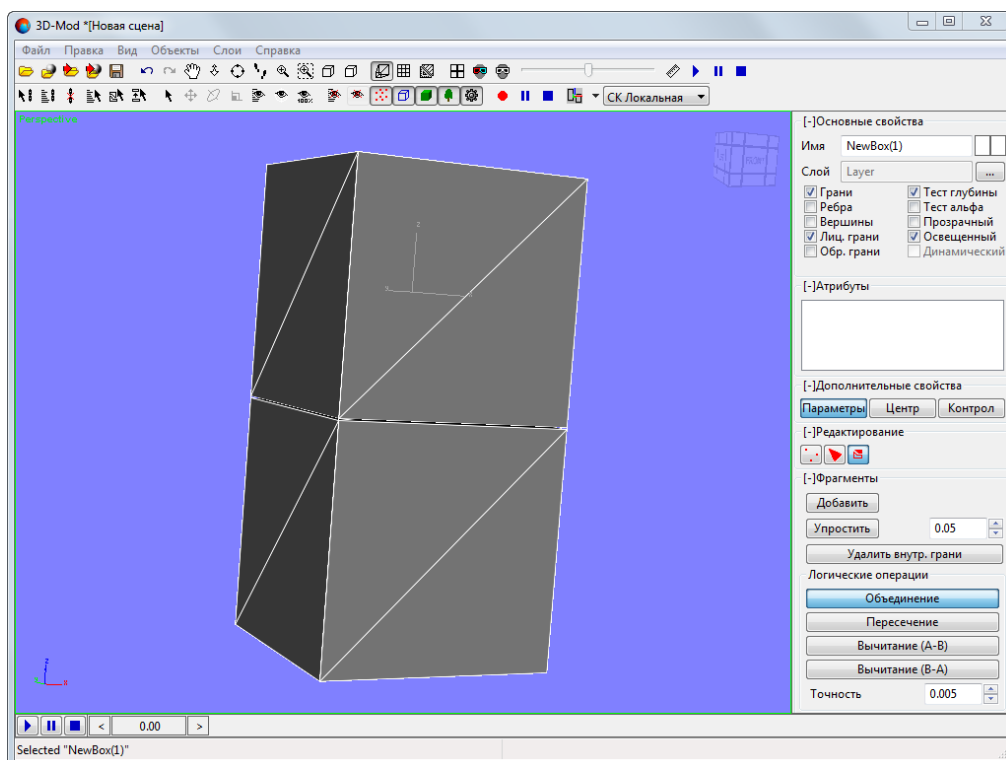 3D-Mod *[Новая сцена]
Файл Правка Вид Объекты Слои Справка
СК Локальная
Perspective
FRONT
z
z
x
[-]Основные свойства
Имя NewBox(1)
Слой Layer ...
Грани Тест глубины
Ребра Тест альфа
Вершины Прозрачный
Лиц. грани Освещенный
Обр. грани Динамический
[-]Атрибуты
[-]Дополнительные свойства
Параметры Центр Контрол
[-]Редактирование
[-]Фрагменты
Добавить
Упростить 0.05
Удалить внутр. грани
Логические операции
Объединение
Пересечение
Вычитание (A-B)
Вычитание (B-A)
Точность 0.005
< 0.00 >
Selected "NewBox(1)"